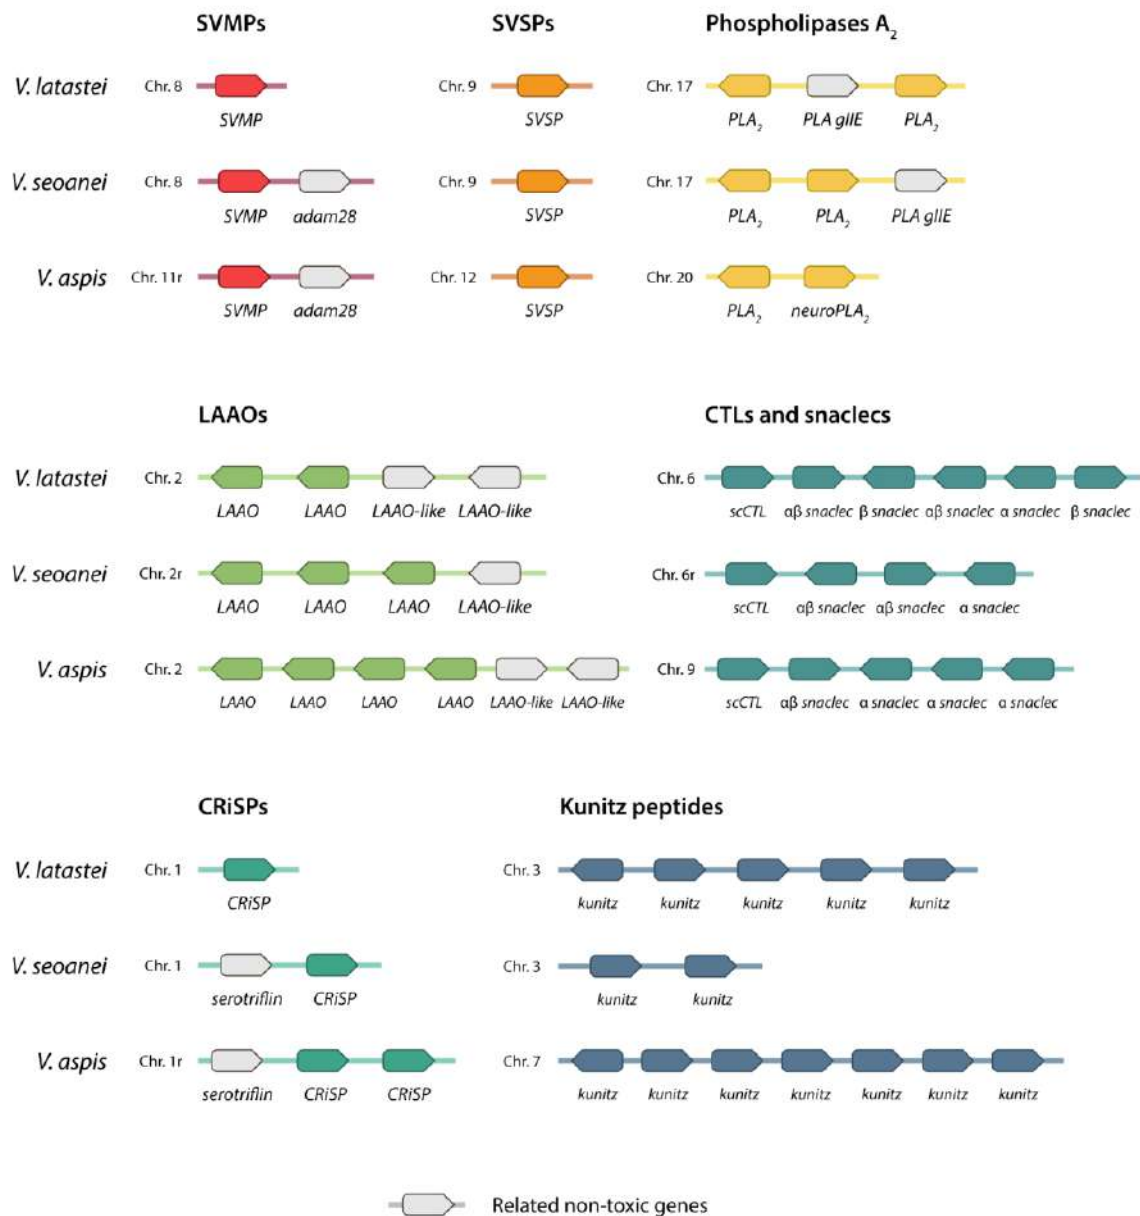 SVMPs SVSPs Phospholipases A₂
V. latastei Chr. 8 Chr. 9 Chr. 17
SVMP SVSP PLA₂ PLA gIIE PLA₂
V. seoanei Chr. 8 Chr. 9 Chr. 17
SVMP adam28 SVSP PLA₂ PLA₂ PLA gIIE
V. aspis Chr. 11r Chr. 12 Chr. 20
SVMP adam28 SVSP PLA₂ neuroPLA₂
LAAOs CTLs and snaclecs
V. latastei Chr. 2 Chr. 6
LAAO LAAO LAAO-like LAAO-like scCTL αβ snaclec β snaclec αβ snaclec α snaclec β snaclec
V. seoanei Chr. 2r Chr. 6r
LAAO LAAO LAAO LAAO-like scCTL αβ snaclec αβ snaclec α snaclec
V. aspis Chr. 2 Chr. 9
LAAO LAAO LAAO LAAO LAAO-like LAAO-like scCTL αβ snaclec α snaclec α snaclec α snaclec
CRiSPs Kunitz peptides
V. latastei Chr. 1 Chr. 3
CRiSP kunitz kunitz kunitz kunitz kunitz
V. seoanei Chr. 1 Chr. 3
serotriflin CRiSP kunitz kunitz
V. aspis Chr. 1r Chr. 7
serotriflin CRiSP CRiSP kunitz kunitz kunitz kunitz kunitz kunitz kunitz
Related non-toxic genes